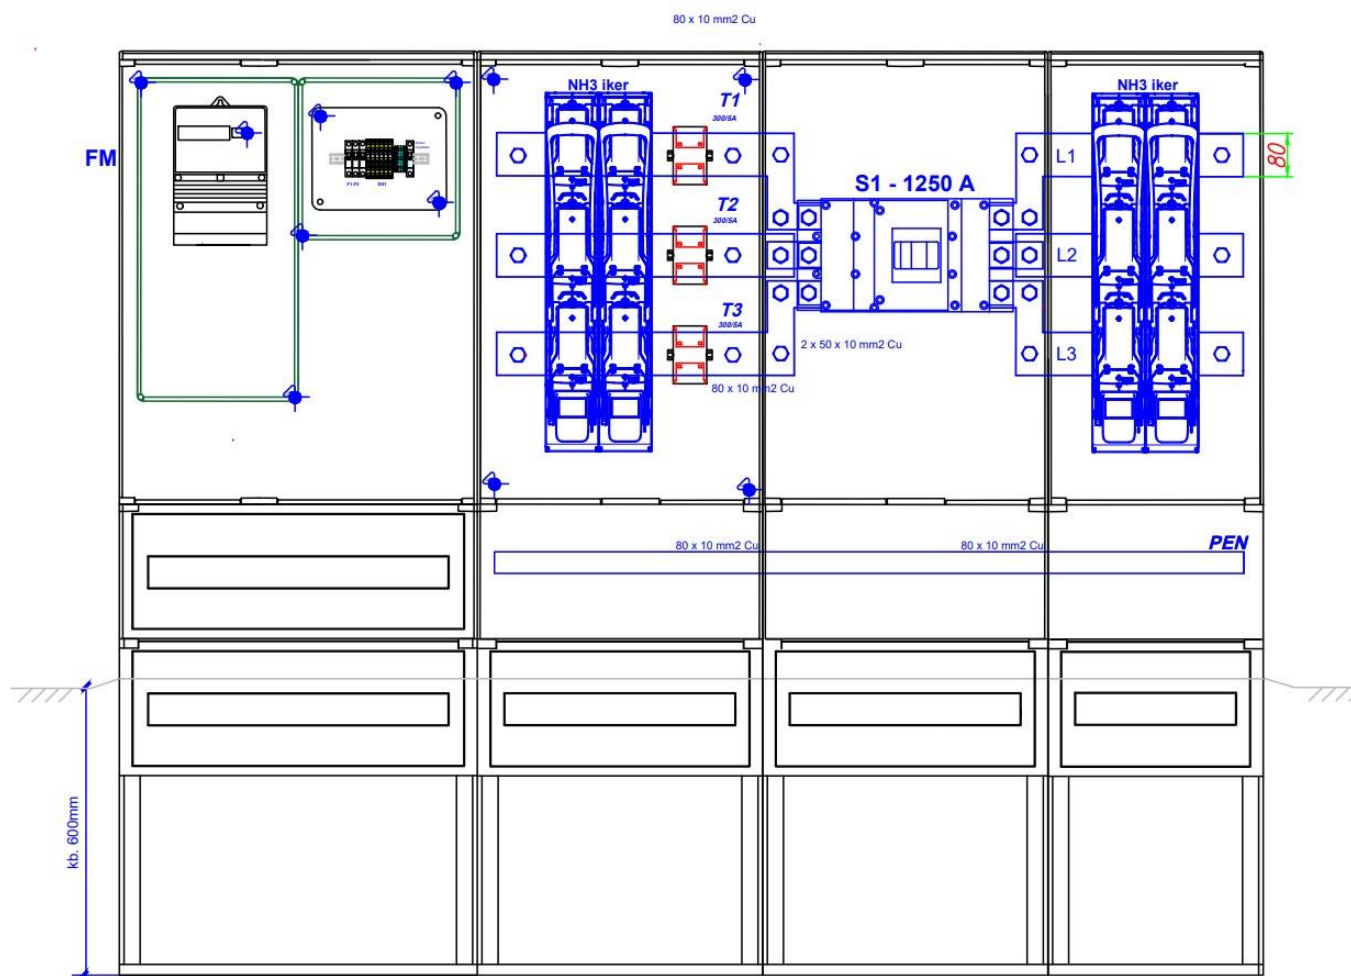 80 x 10 mm2 Cu
NH3 iker
T1
300/5A
NH3 iker
FM
L1
80
F1 F2
S1 - 1250 A
T2
300/5A
L2
T3
300/5A
2 x 50 x 10 mm2 Cu
L3
80 x 10 mm2 Cu
80 x 10 mm2 Cu
80 x 10 mm2 Cu
PEN
kb. 600mm